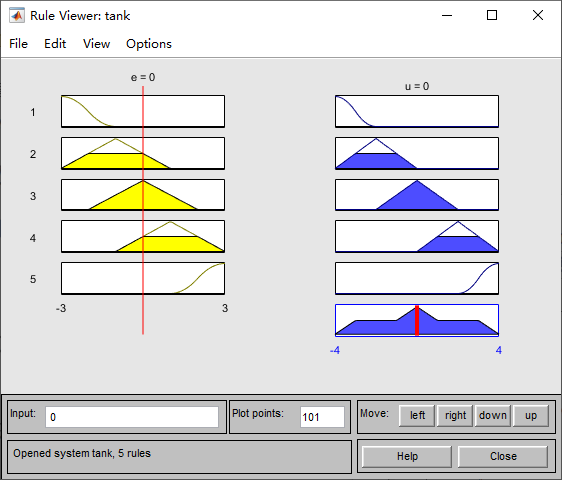 Rule Viewer: tank
File Edit View Options
e = 0
u = 0
1
2
3
4
5
-3 3
-4 4
Input: 0 Plot points: 101 Move: left right down up
Opened system tank, 5 rules Help Close